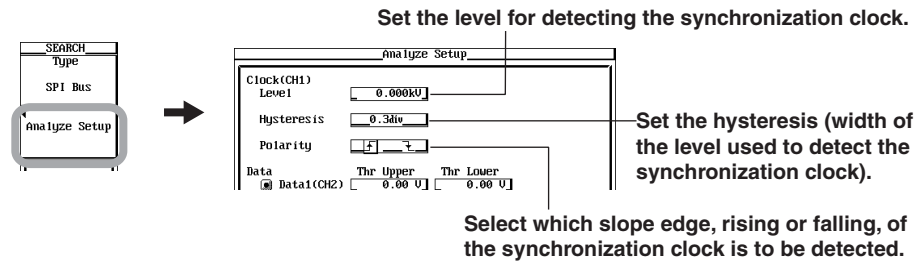 Set the level for detecting the synchronization clock.
SEARCH
Type
SPI Bus
Analyze Setup
Analyze Setup
Clock(CH1)
Level 0.000kV
Hysteresis 0.3div
Polarity
Data Thr Upper Thr Lower
Data1(CH2) 0.00 V 0.00 V
Set the hysteresis (width of
the level used to detect the
synchronization clock).
Select which slope edge, rising or falling, of
the synchronization clock is to be detected.